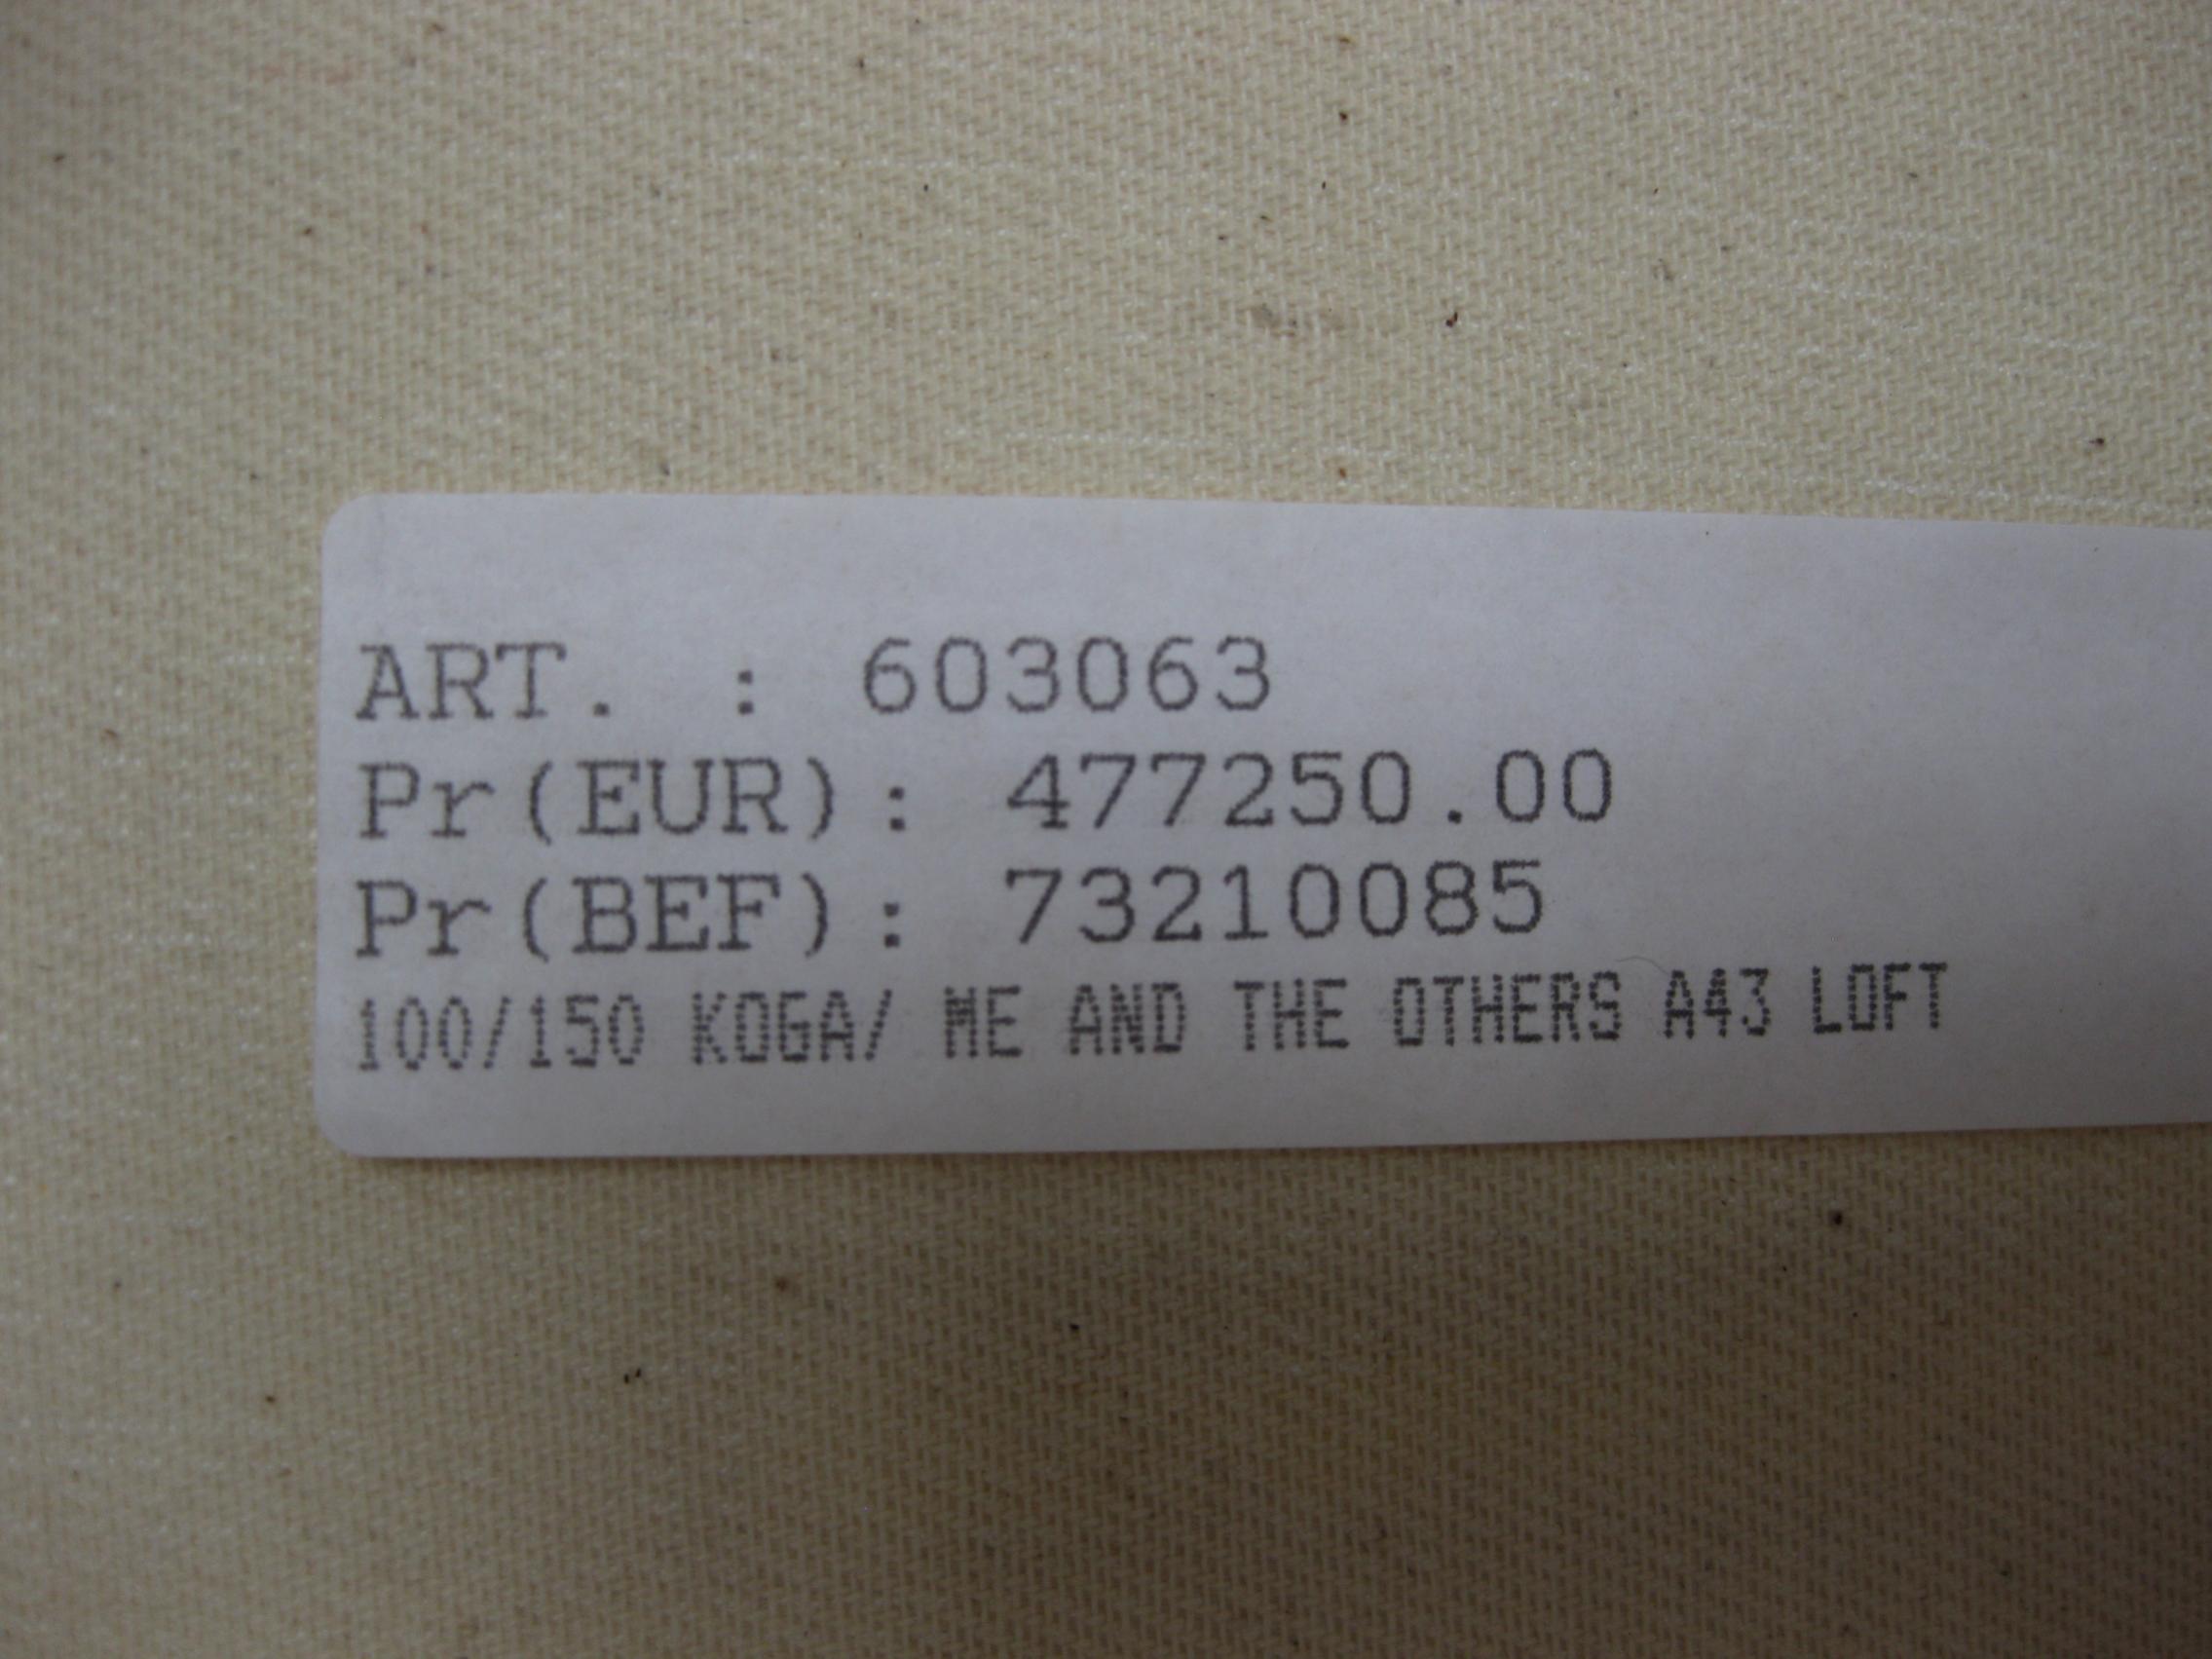 ART. : 603063
Pr(EUR): 477250.00
Pr(BEF): 73210085
100/150 KOGA/ ME AND THE OTHERS A43 LOFT